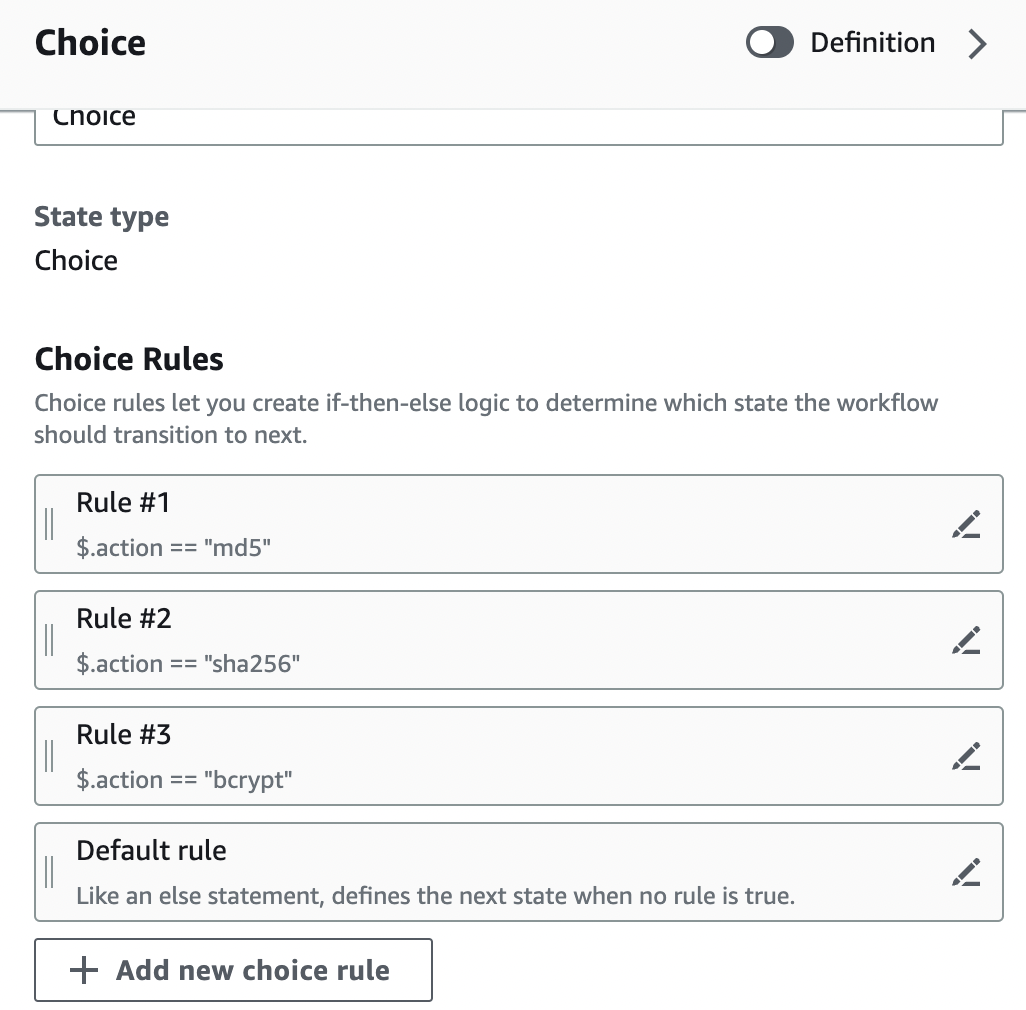 Choice
Definition
Choice
State type
Choice
Choice Rules
Choice rules let you create if-then-else logic to determine which state the workflow
should transition to next.
Rule #1
$.action == "md5"
Rule #2
$.action == "sha256"
Rule #3
$.action == "bcrypt"
Default rule
Like an else statement, defines the next state when no rule is true.
Add new choice rule